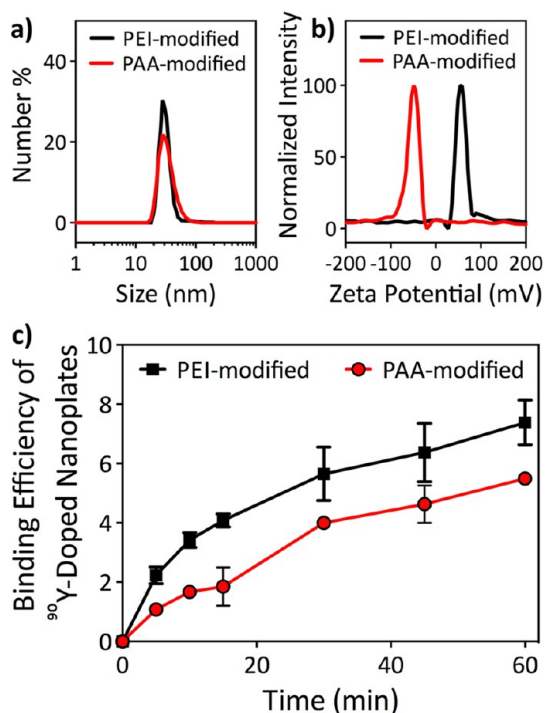 a)
PEI-modified
PAA-modified
Number %
40
20
0
1
10
100
1000
Size (nm)
b)
PEI-modified
PAA-modified
Normalized Intensity
100
50
0
-200
-100
0
100
200
Zeta Potential (mV)
c)
PEI-modified
PAA-modified
Binding Efficiency of
⁹⁰Y-Doped Nanoplates
10
8
6
4
2
0
0
20
40
60
Time (min)